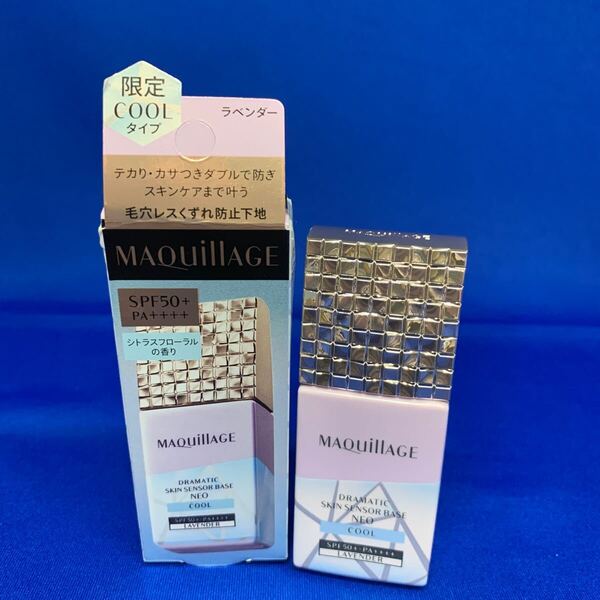 限定
COOL
タイプ
ラベンダー
テカリ・カサつきダブルで防ぎ
スキンケアまで叶う
毛穴レスくずれ防止下地
MAQuillAGE
SPF50+
PA++++
シトラスフローラル
の香り
MAQuillAGE
DRAMATIC
SKIN SENSOR BASE
NEO
COOL
SPF50+・PA++++
LAVENDER
MAQuillAGE
DRAMATIC
SKIN SENSOR BASE
NEO
COOL
SPF50+・PA++++
LAVENDER